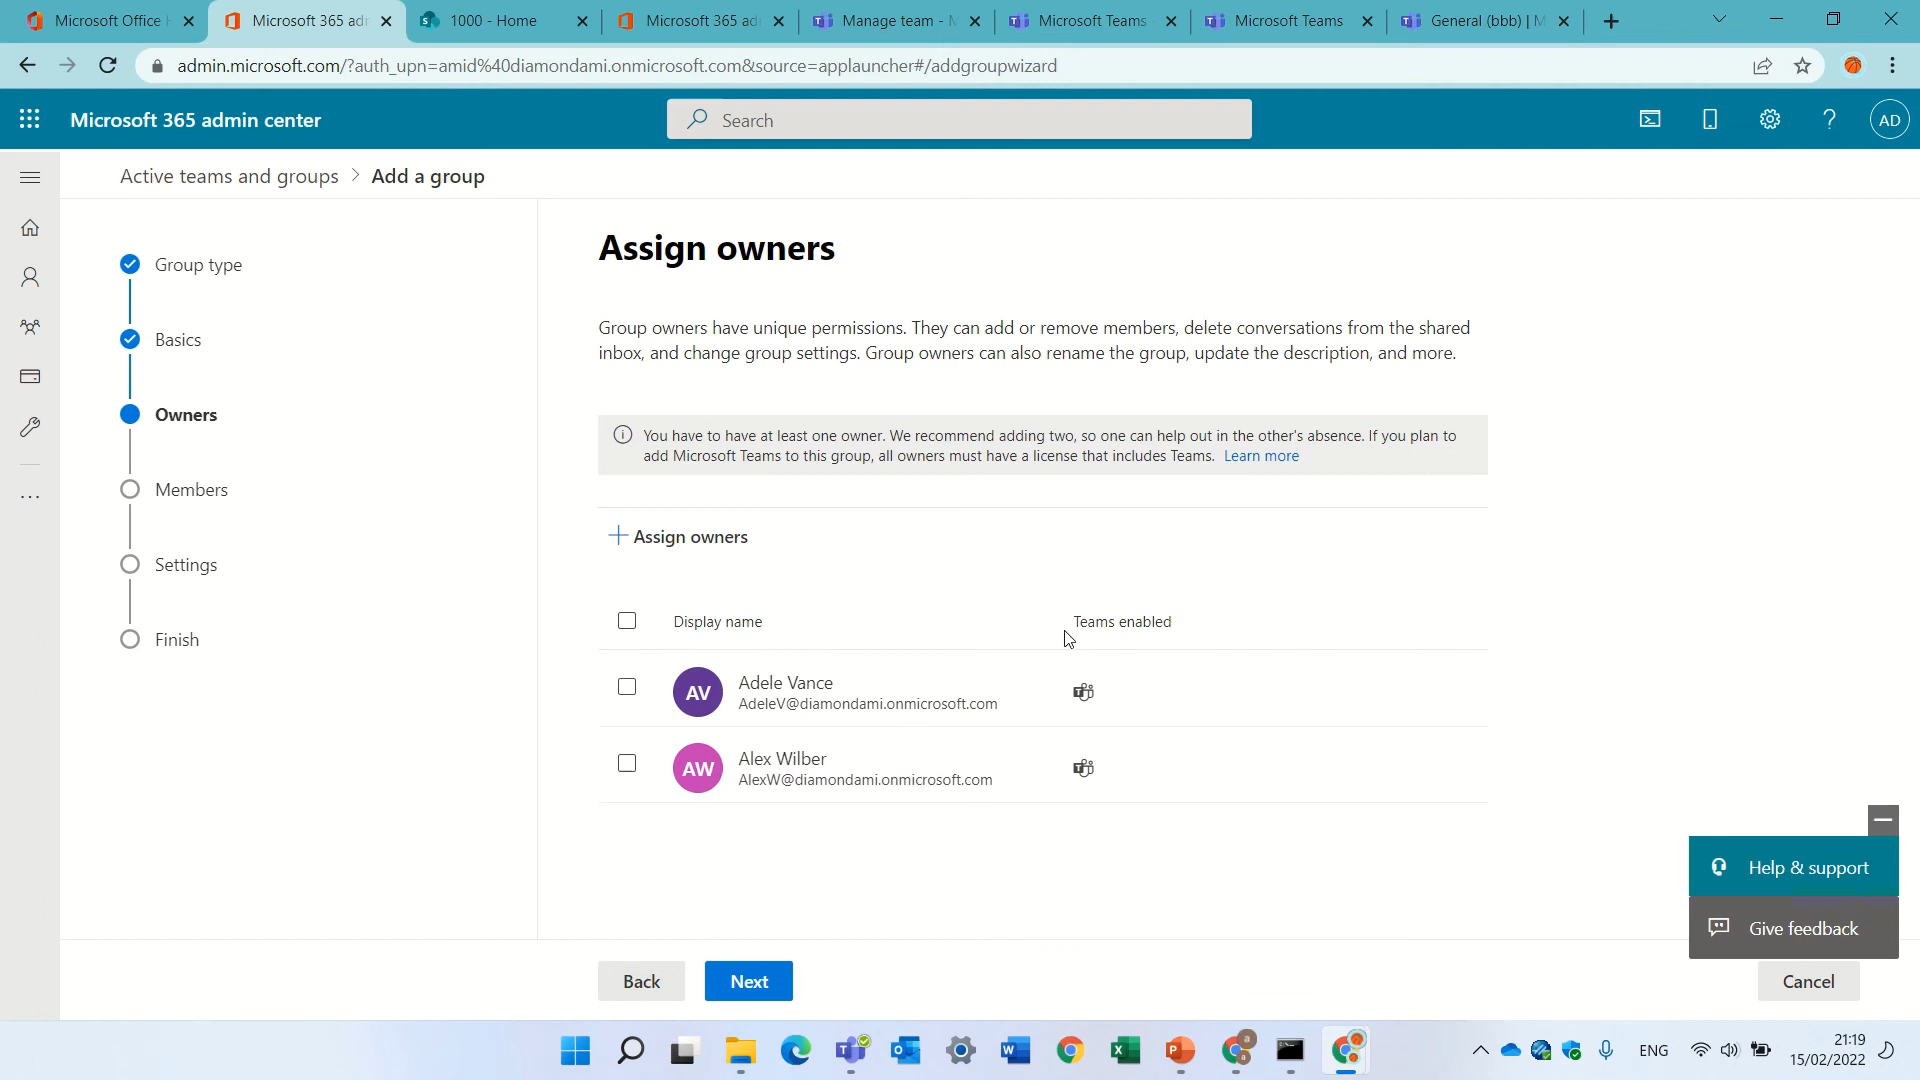 Microsoft Office H
Microsoft 365 adr
1000 - Home
Microsoft 365 ad
Manage team - M
Microsoft Teams
Microsoft Teams
General (bbb) | M
admin.microsoft.com/?auth_upn=amid%40diamondami.onmicrosoft.com&source=applauncher#/addgroupwizard
Microsoft 365 admin center
Search
AD
Active teams and groups > Add a group
Group type
Basics
Owners
Members
Settings
Finish
Assign owners
Group owners have unique permissions. They can add or remove members, delete conversations from the shared
inbox, and change group settings. Group owners can also rename the group, update the description, and more.
You have to have at least one owner. We recommend adding two, so one can help out in the other's absence. If you plan to
add Microsoft Teams to this group, all owners must have a license that includes Teams. Learn more
Assign owners
Display name
Teams enabled
AV
Adele Vance
AdeleV@diamondami.onmicrosoft.com
AW
Alex Wilber
AlexW@diamondami.onmicrosoft.com
Help & support
Give feedback
Back
Next
Cancel
ENG
21:19
15/02/2022